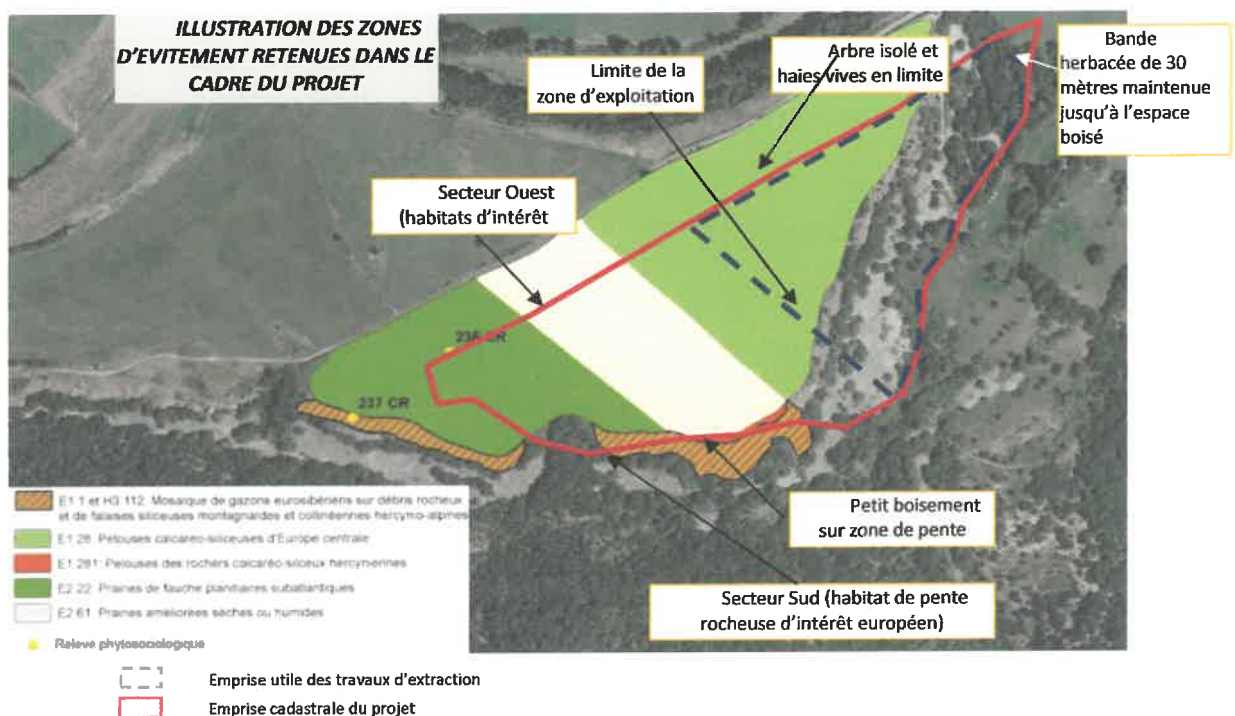 ILLUSTRATION DES ZONES
D'EVITEMENT RETENUES DANS LE
CADRE DU PROJET
Limite de la
zone d'exploitation
Arbre isolé et
haies vives en limite
Bande
herbacée de 30
mètres maintenue
jusqu'à l'espace
boisé
Secteur Ouest
(habitats d'intérêt
236 CR
237 CR
Petit boisement
sur zone de pente
Secteur Sud (habitat de pente
rocheuse d'intérêt européen)
E1.1 et H3.112: Mosaïque de gazons eurosibériens sur débris rocheux
et de falaises siliceuses montagnardes et collinéennes hercyno-alpines
E1.28: Pelouses calcaréo-siliceuses d'Europe centrale
E1.281: Pelouses des rochers calcaréo-siliceux hercyniennes
E2.22: Prairies de fauche planitiaires subatlantiques
E2.61: Prairies améliorées sèches ou humides
Relevé phytosociologique
Emprise utile des travaux d'extraction
Emprise cadastrale du projet